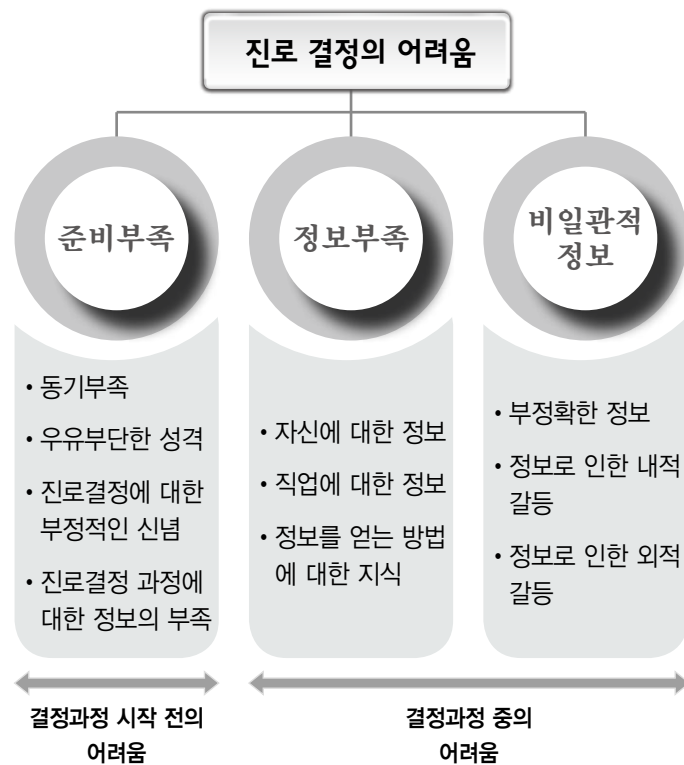 진로 결정의 어려움
준비부족
• 동기부족
• 우유부단한 성격
• 진로결정에 대한
부정적인 신념
• 진로결정 과정에
대한 정보의 부족
정보부족
• 자신에 대한 정보
• 직업에 대한 정보
• 정보를 얻는 방법
에 대한 지식
비일관적
정보
• 부정확한 정보
• 정보로 인한 내적
갈등
• 정보로 인한 외적
갈등
결정과정 시작 전의
어려움
결정과정 중의
어려움